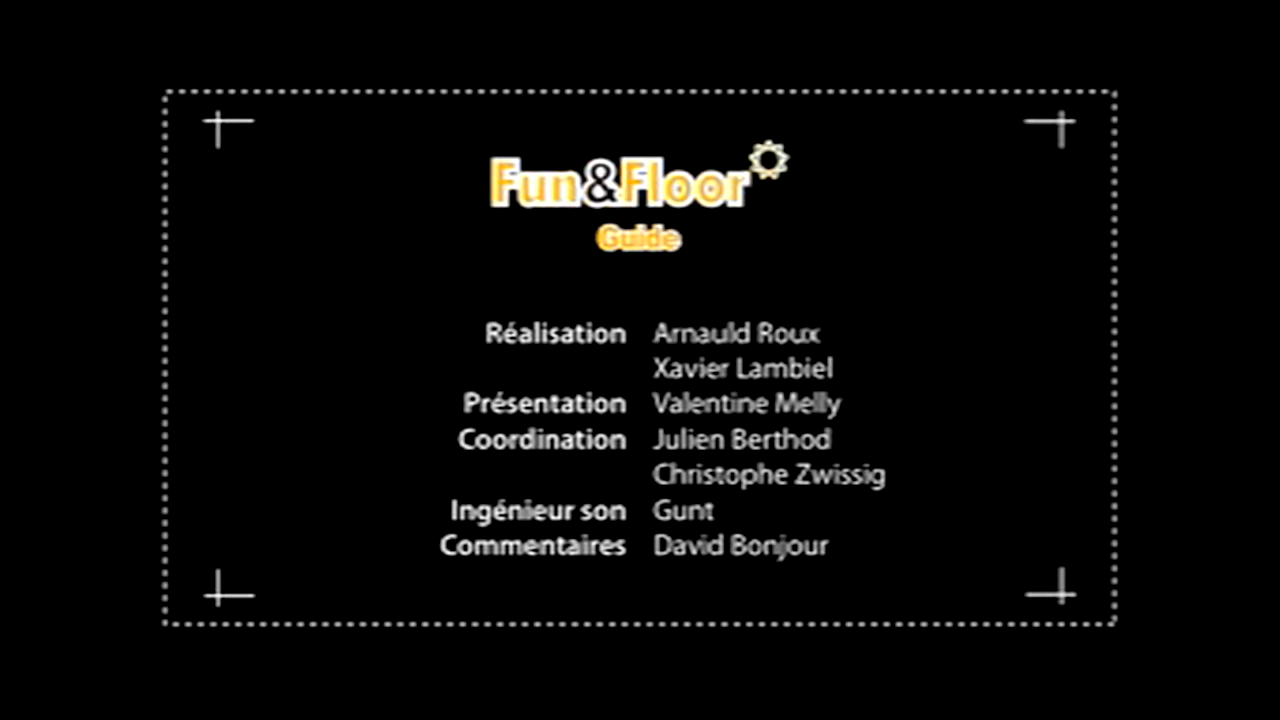 Fun&Floor
Guide
Réalisation Arnauld Roux
Xavier Lambiel
Présentation Valentine Melly
Coordination Julien Berthod
Christophe Zwissig
Ingénieur son Gunt
Commentaires David Bonjour